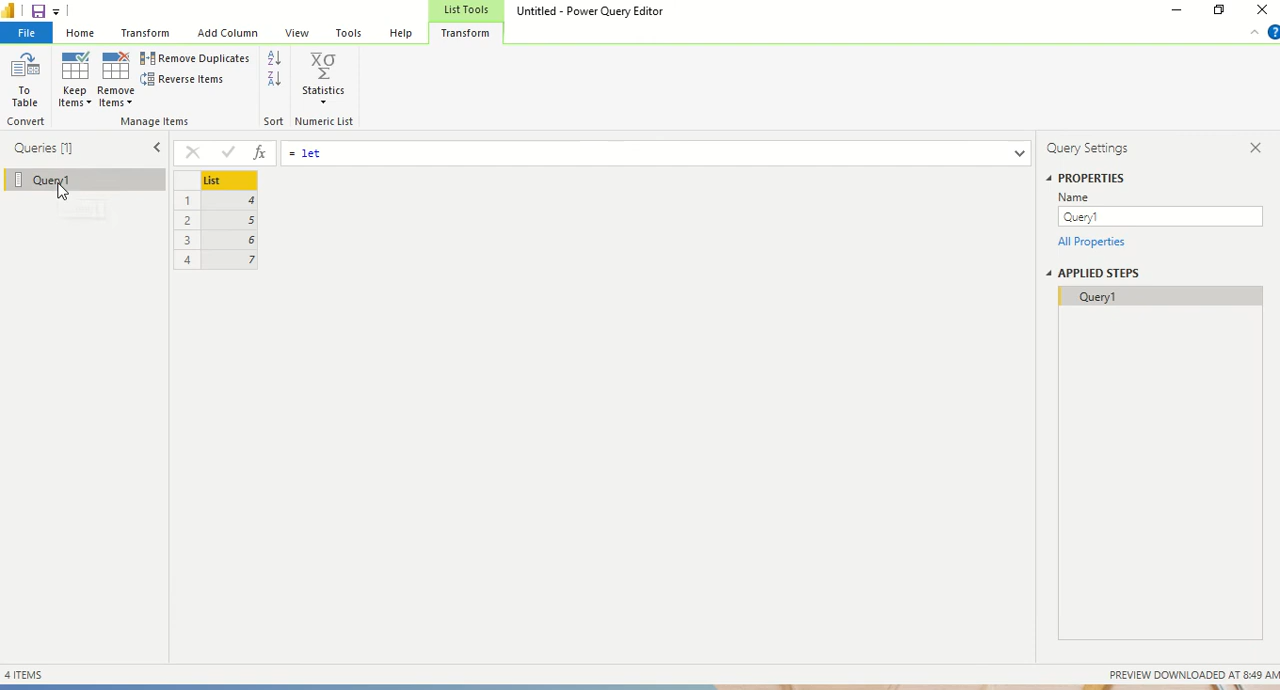 List Tools
Untitled - Power Query Editor
File
Home
Transform
Add Column
View
Tools
Help
Transform
To
Table
Keep
Items
Remove
Items
Remove Duplicates
Reverse Items
Statistics
Convert
Manage Items
Sort
Numeric List
Queries [1]
fx
= let
Query Settings
Query1
List
1 4
2 5
3 6
4 7
PROPERTIES
Name
Query1
All Properties
APPLIED STEPS
Query1
4 ITEMS
PREVIEW DOWNLOADED AT 8:49 AM